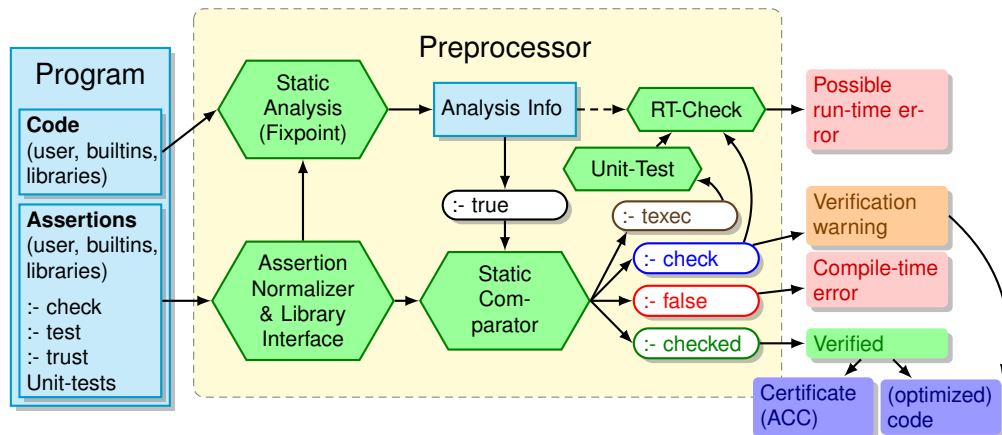 Preprocessor
Program
Code
(user, builtins,
libraries)
Assertions
(user, builtins,
libraries)
:- check
:- test
:- trust
Unit-tests
Static
Analysis
(Fixpoint)
Assertion
Normalizer
& Library
Interface
Analysis Info
:- true
Static
Com-
parator
RT-Check
Unit-Test
:- texec
:- check
:- false
:- checked
Possible
run-time er-
ror
Verification
warning
Compile-time
error
Verified
Certificate
(ACC)
(optimized)
code